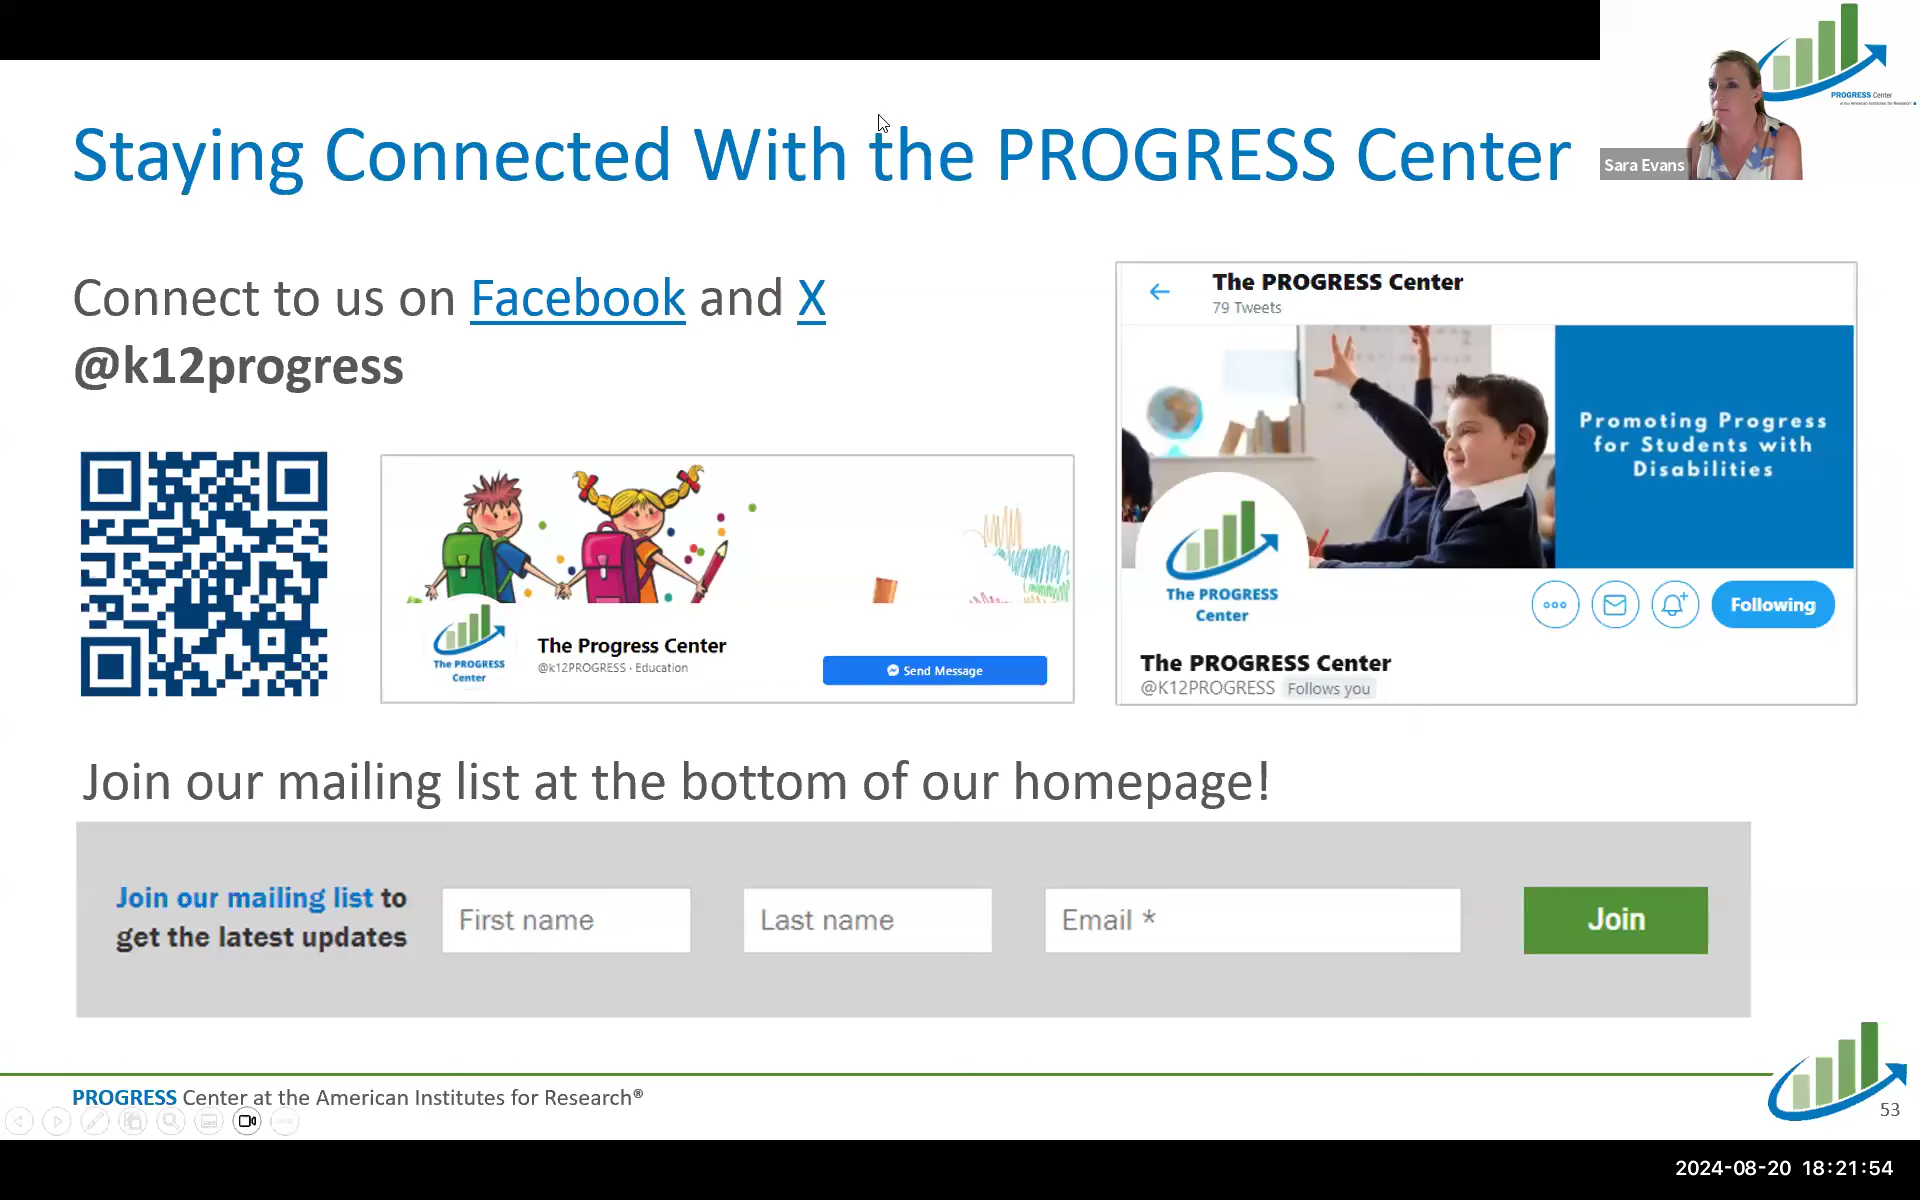 Staying Connected With the PROGRESS Center
PROGRESS Center
Sara Evans
Connect to us on Facebook and X
@k12progress
The PROGRESS Center
79 Tweets
Promoting Progress
for Students with
Disabilities
The PROGRESS
Center
Following
The PROGRESS Center
@K12PROGRESS Follows you
The PROGRESS
Center
The Progress Center
@k12PROGRESS · Education
Send Message
Join our mailing list at the bottom of our homepage!
Join our mailing list to
get the latest updates
First name
Last name
Email *
Join
PROGRESS Center at the American Institutes for Research®
53
2024-08-20 18:21:54